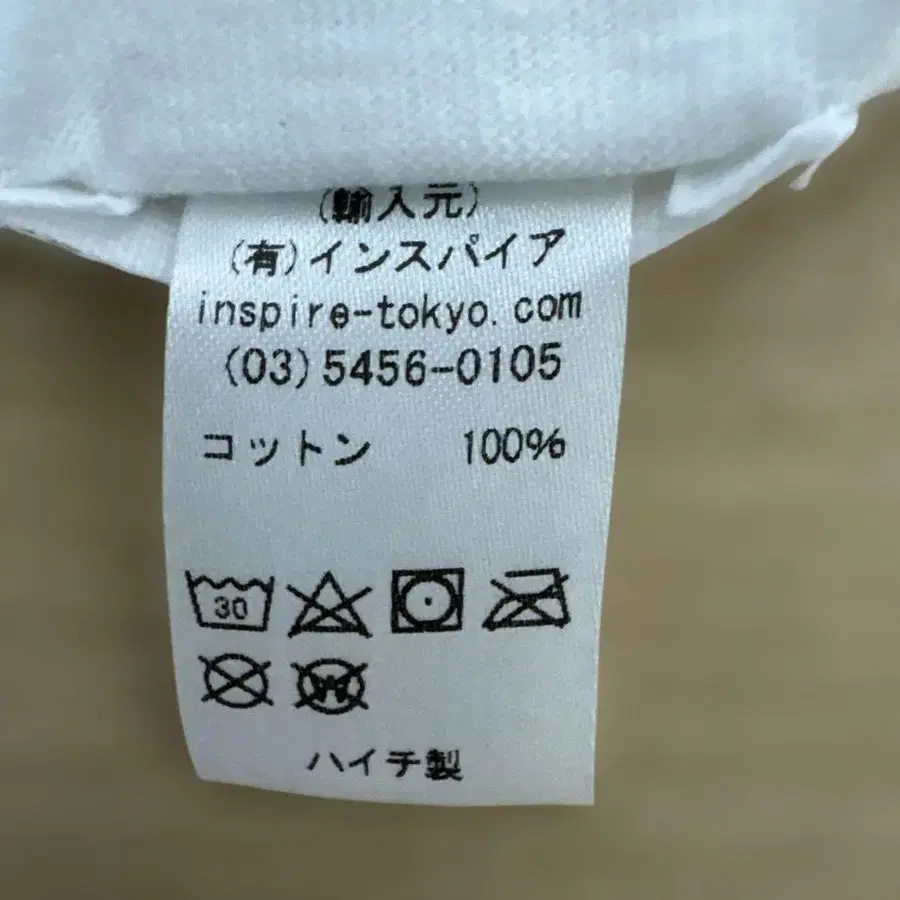 (輸入元)
(有)インスパイア
inspire-tokyo.com
(03)5456-0105
コットン 100%
30
W
ハイチ製